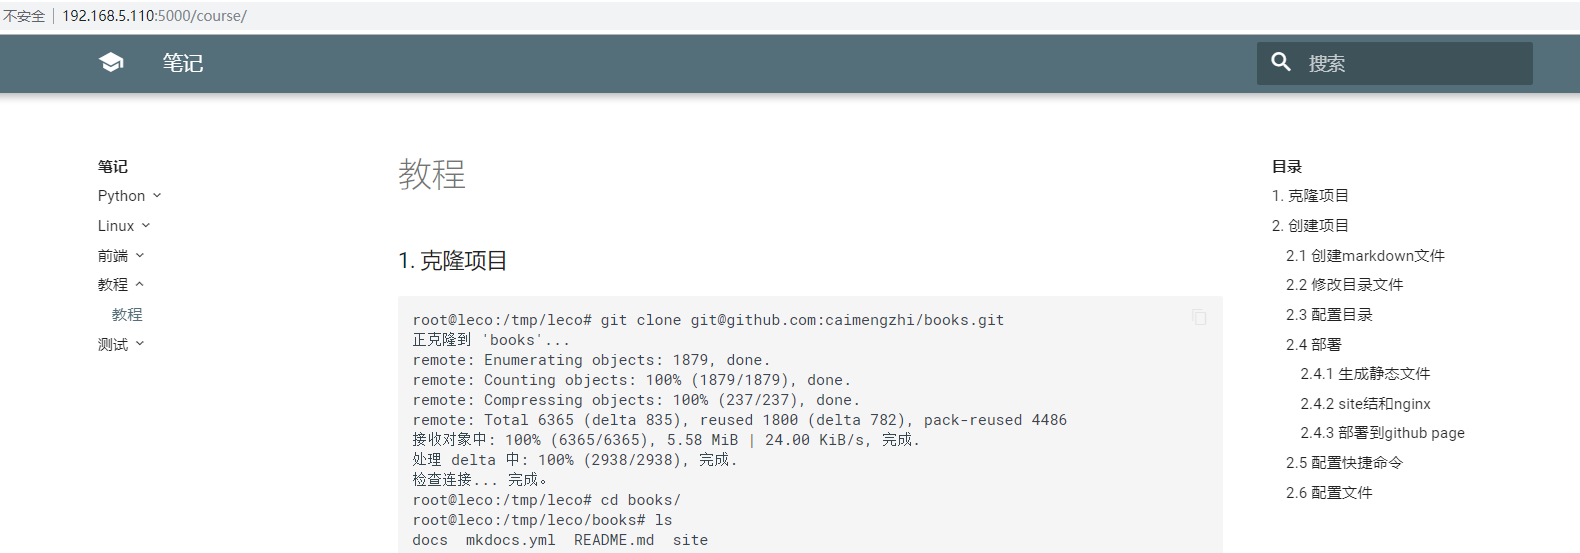 不安全 | 192.168.5.110:5000/course/
笔记
搜索
笔记
Python
Linux
前端
教程
教程
测试
教程
1. 克隆项目
root@leco:/tmp/leco# git clone git@github.com:caimengzhi/books.git
正克隆到 'books'...
remote: Enumerating objects: 1879, done.
remote: Counting objects: 100% (1879/1879), done.
remote: Compressing objects: 100% (237/237), done.
remote: Total 6365 (delta 835), reused 1800 (delta 782), pack-reused 4486
接收对象中: 100% (6365/6365), 5.58 MiB | 24.00 KiB/s, 完成.
处理 delta 中: 100% (2938/2938), 完成.
检查连接... 完成。
root@leco:/tmp/leco# cd books/
root@leco:/tmp/leco/books# ls
docs  mkdocs.yml  README.md  site
目录
1. 克隆项目
2. 创建项目
2.1 创建markdown文件
2.2 修改目录文件
2.3 配置目录
2.4 部署
2.4.1 生成静态文件
2.4.2 site结和nginx
2.4.3 部署到github page
2.5 配置快捷命令
2.6 配置文件